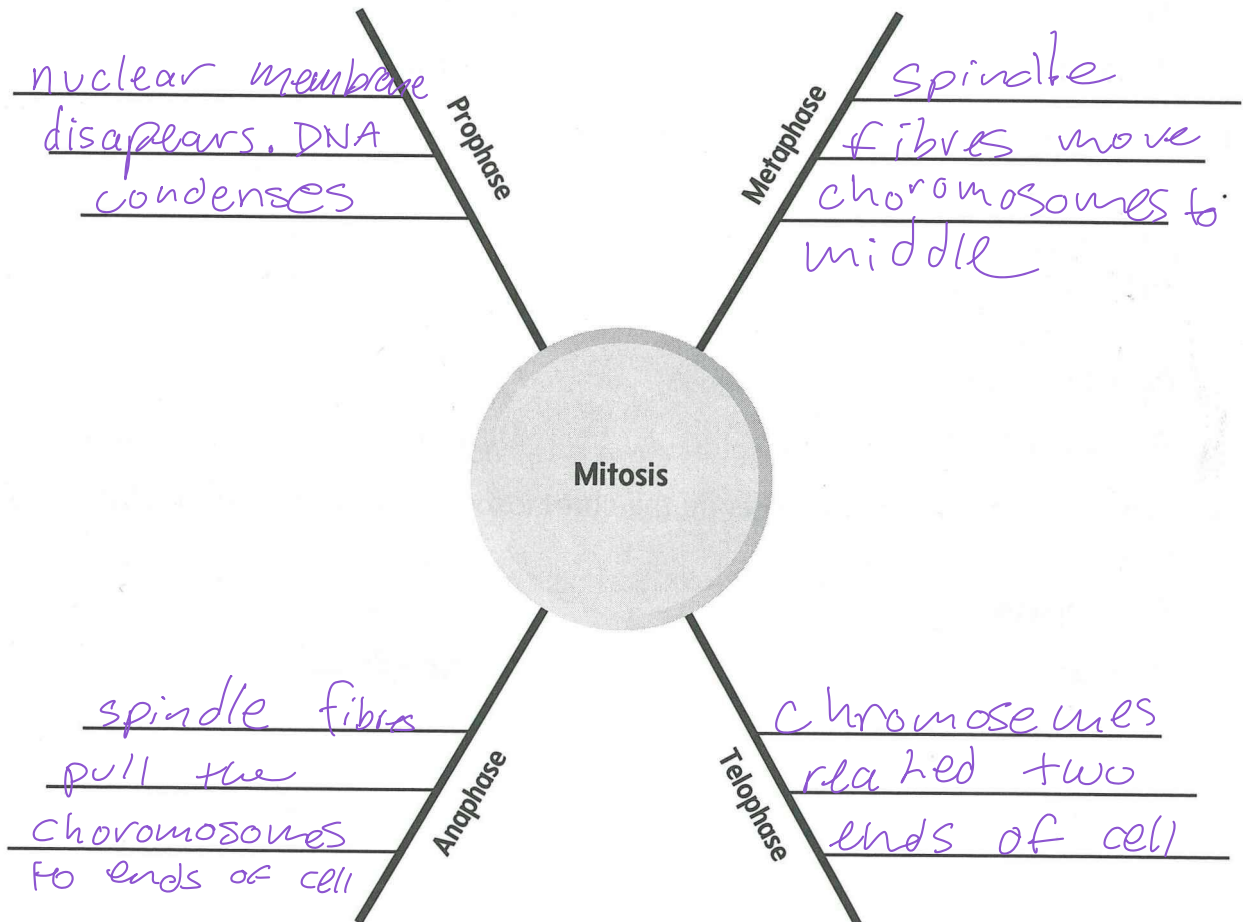 nuclear membrane
disapears. DNA
condenses
Prophase
spindle
fibres move
choromosomes to
middle
Metaphase
Mitosis
spindle fibres
pull the
choromosomes
to ends of cell
Anaphase
chromosemes
reached two
ends of cell
Telophase